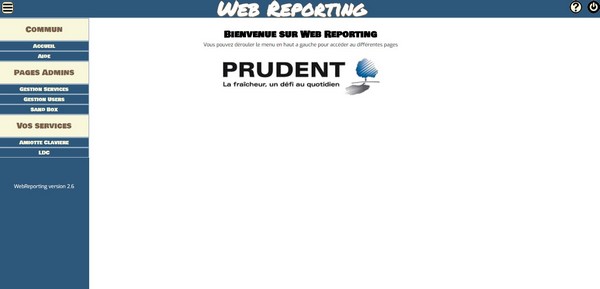 Web Reporting
?
Commun
Accueil
Aide
Pages Admins
Gestion Services
Gestion Users
Sand Box
Vos services
Amiotte Claviere
LDC
WebReporting version 2.6
Bienvenue sur Web Reporting
Vous pouvez dérouler le menu en haut a gauche pour accéder au différentes pages
PRUDENT
La fraîcheur, un défi au quotidien